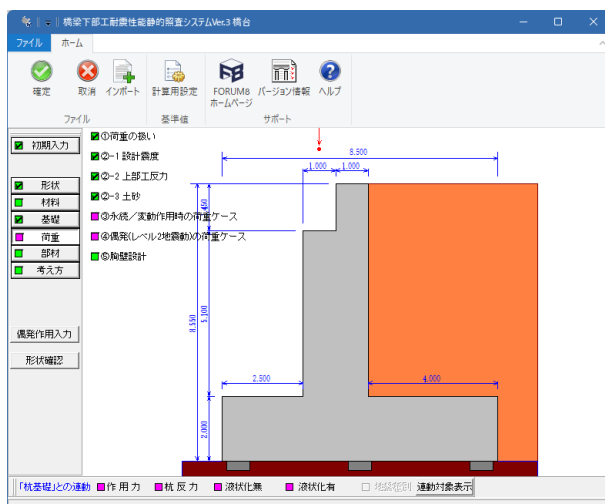 橋梁下部工耐震性能静的照査システムVer.3 橋台
ファイル ホーム
確定 取消 インポート 計算用設定 FORUM8 ホームページ バージョン情報 ヘルプ
ファイル 基準値 サポート
初期入力
形状
材料
基礎
荷重
部材
考え方
偶発作用入力
形状確認
①荷重の扱い
②-1 設計震度
②-2 上部工反力
②-3 土砂
③永続/変動作用時の荷重ケース
④偶発(レベル2地震動)の荷重ケース
⑤胸壁設計
8.500
1.000 1.000
8.550
5.100
2.500
4.000
2.000
「杭基礎」との連動 作用力 杭反力 液状化無 液状化有 地盤種別 連動対象表示